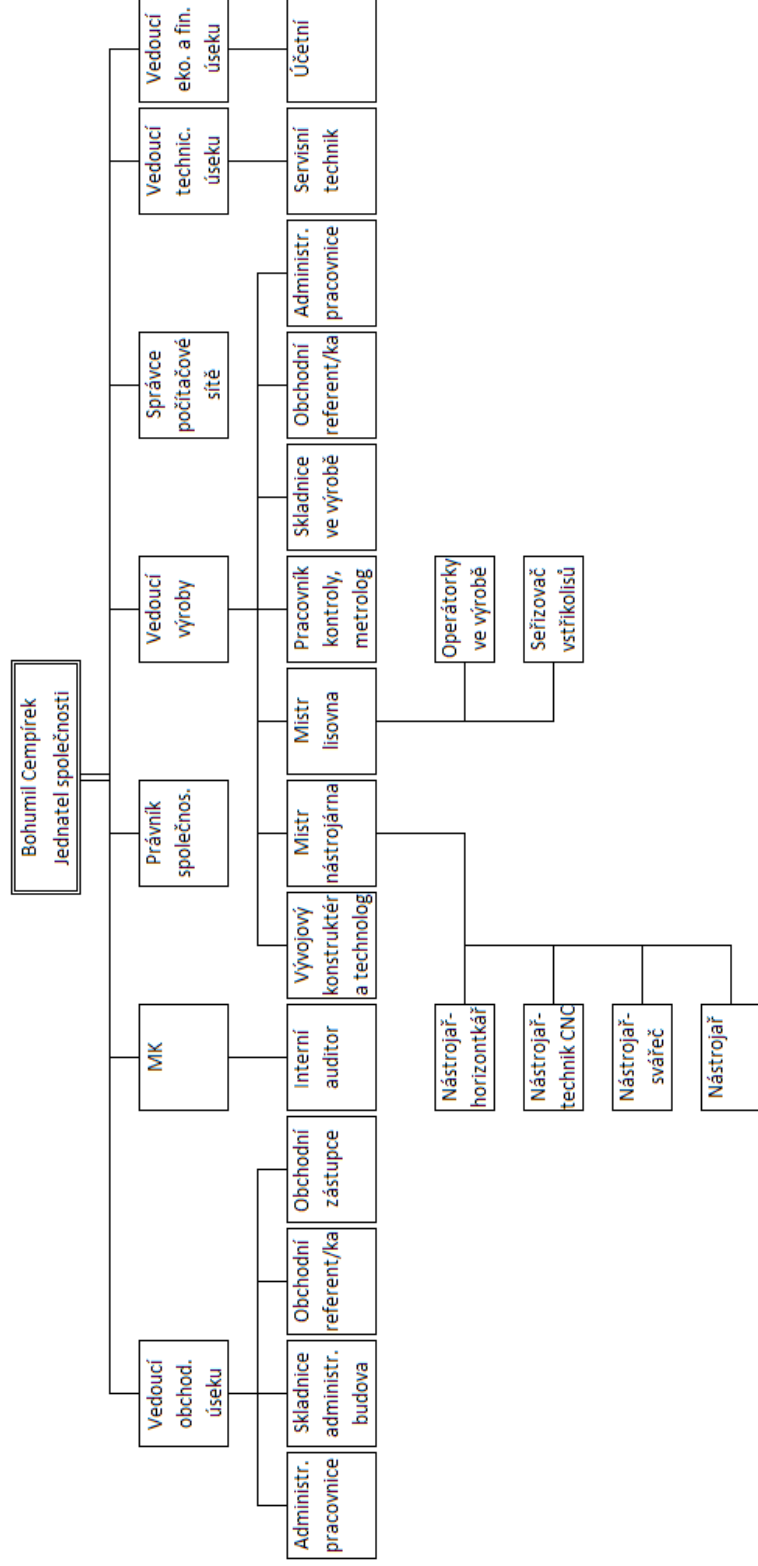 Bohumil Cempírek
Jednatel společnosti
Vedoucí
obchod.
úseku
MK
Právník
společnos.
Vedoucí
výroby
Správce
počítačové
sítě
Vedoucí
technic.
úseku
Vedoucí
eko. a fin.
úseku
Administr.
pracovnice
Skladnice
administr.
budova
Obchodní
referent/ka
Obchodní
zástupce
Interní
auditor
Vývojový
konstruktér
a technolog
Mistr
nástrojárna
Mistr
lisovna
Pracovník
kontroly,
metrolog
Skladnice
ve výrobě
Obchodní
referent/ka
Administr.
pracovnice
Servisní
technik
Účetní
Nástrojař-
horizontkář
Nástrojař-
technik CNC
Nástrojař-
svářeč
Nástrojař
Operátorky
ve výrobě
Seřizovač
vstřikolisů